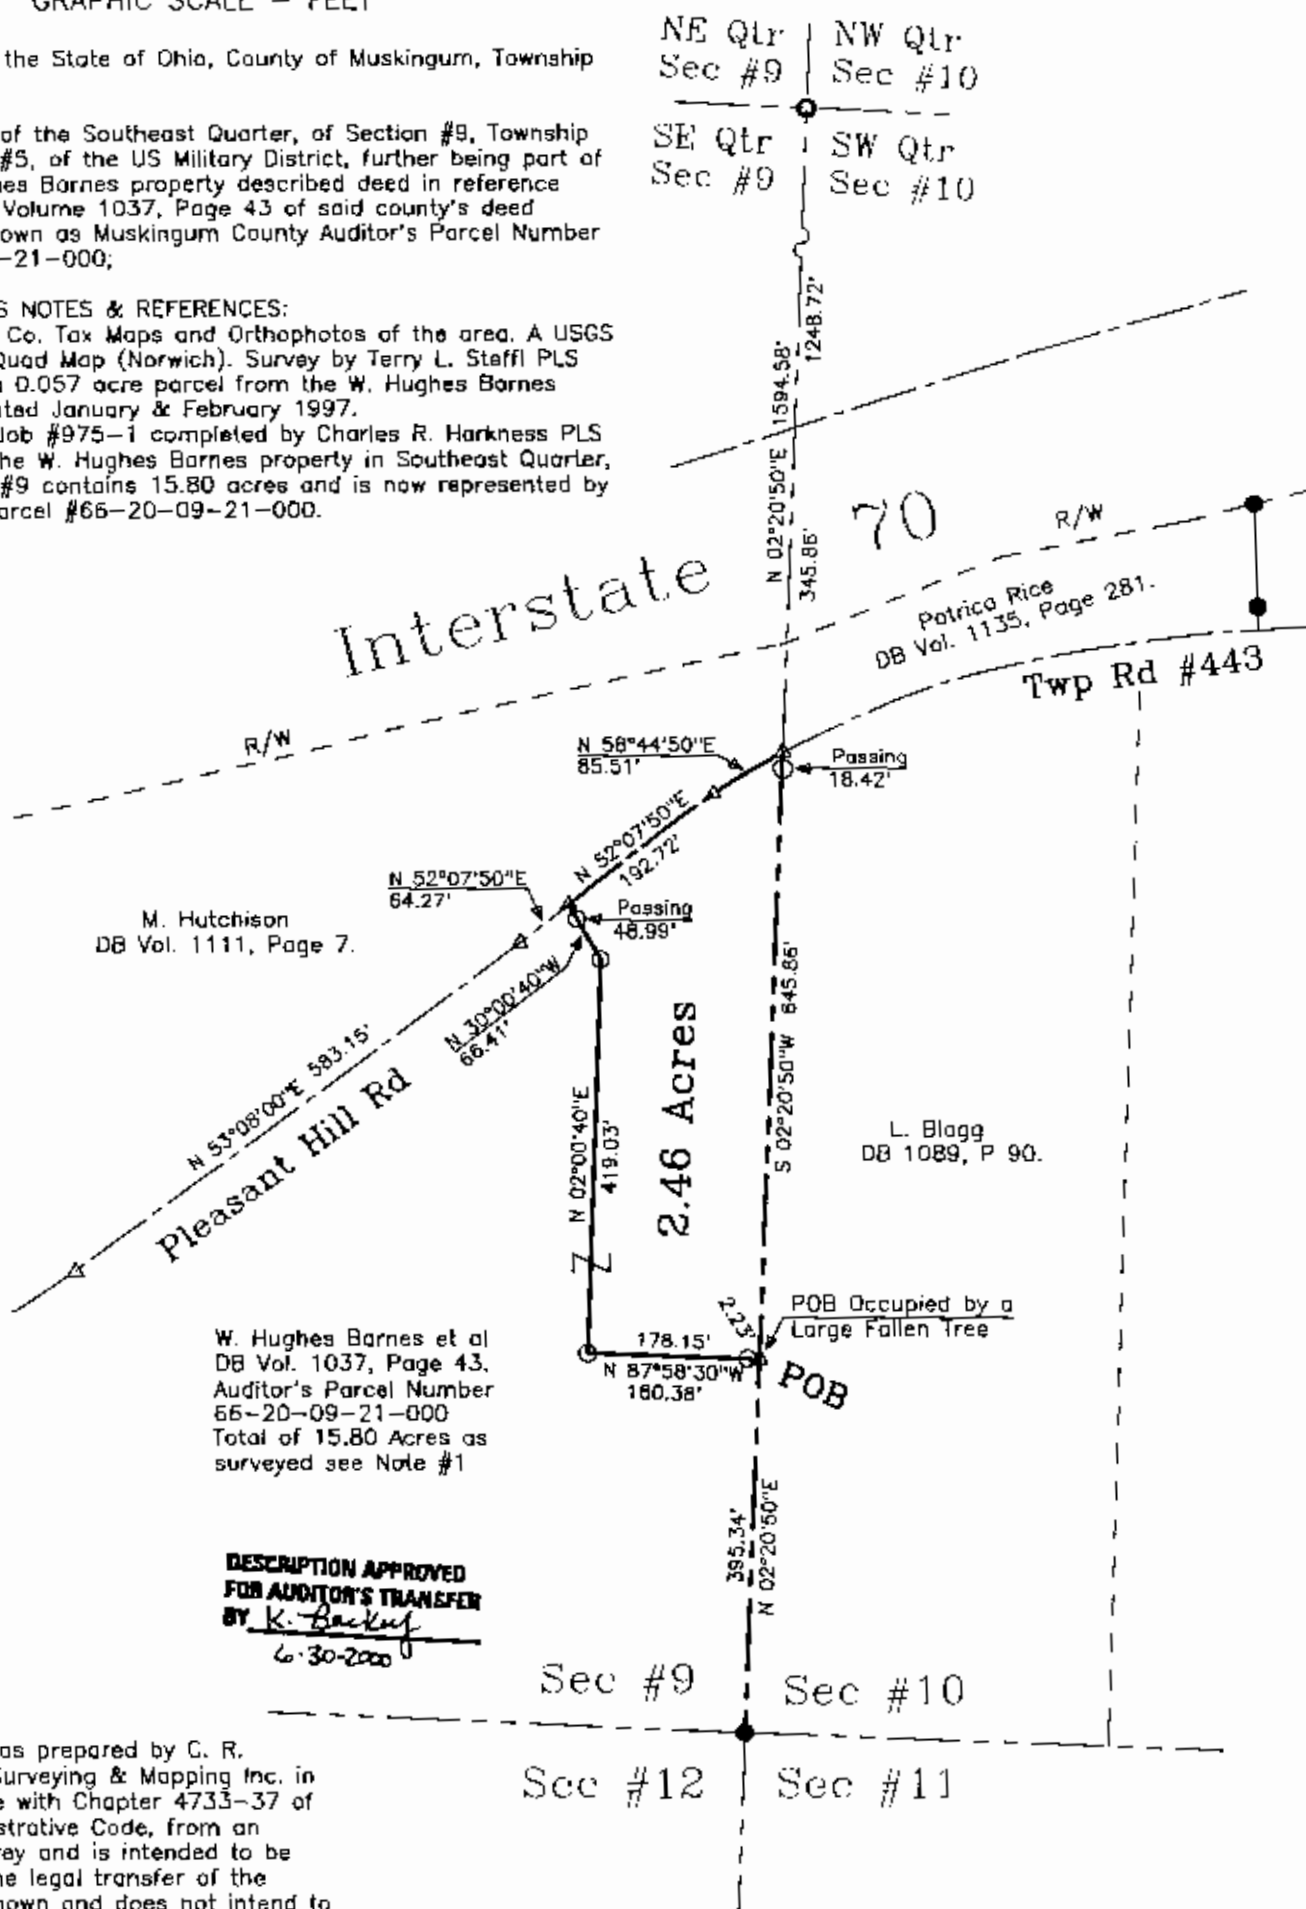 GRAPHIC SCALE – FEET
the State of Ohio, County of Muskingum, Township
of the Southeast Quarter, of Section #9, Township
#5, of the US Military District, further being part of
es Barnes property described deed in reference
Volume 1037, Page 43 of said county's deed
own as Muskingum County Auditor's Parcel Number
-21-000;
S NOTES & REFERENCES:
Co. Tax Maps and Orthophotos of the area. A USGS
Quad Map (Norwich). Survey by Terry L. Steffl PLS
0.057 acre parcel from the W. Hughes Barnes
ted January & February 1997.
Job #975-1 completed by Charles R. Harkness PLS
he W. Hughes Barnes property in Southeast Quarter,
#9 contains 15.80 acres and is now represented by
arcel #66-20-09-21-000.
NE Qtr
Sec #9
NW Qtr
Sec #10
SE Qtr
Sec #9
SW Qtr
Sec #10
N 02°20'50"E 1594.58'
1248.72'
345.86'
Interstate 70
R/W
R/W
Patrica Rice
DB Vol. 1135, Page 281.
Twp Rd #443
N 58°44'50"E
85.51'
Passing
18.42'
N 52°07'50"E
192.72'
N 52°07'50"E
64.27'
Passing
48.99'
M. Hutchison
DB Vol. 1111, Page 7.
N 30°00'40"W
66.41'
N 53°08'00"E 583.15'
Pleasant Hill Rd
N 02°00'40"E
419.03'
2.46 Acres
S 02°20'50"W 645.86'
L. Blagg
DB 1089, P 90.
POB Occupied by a
Large Fallen Tree
2.23'
178.15'
N 87°58'30"W
180.38'
POB
W. Hughes Barnes et al
DB Vol. 1037, Page 43.
Auditor's Parcel Number
66-20-09-21-000
Total of 15.80 Acres as
surveyed see Note #1
395.34'
N 02°20'50"E
DESCRIPTION APPROVED
FOR AUDITOR'S TRANSFER
BY K.
6-30-2000
Sec #9
Sec #10
Sec #12
Sec #11
as prepared by C. R.
Surveying & Mapping Inc. in
e with Chapter 4733-37 of
strative Code, from an
ey and is intended to be
he legal transfer of the
hown and does not intend to